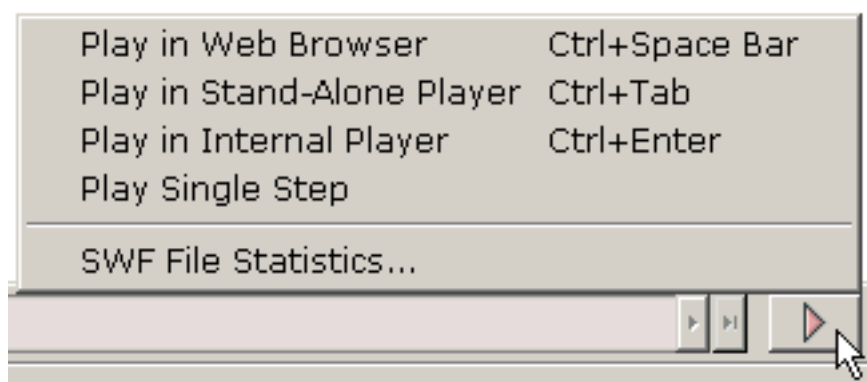 Play in Web Browser Ctrl+Space Bar
Play in Stand-Alone Player Ctrl+Tab
Play in Internal Player Ctrl+Enter
Play Single Step
SWF File Statistics...